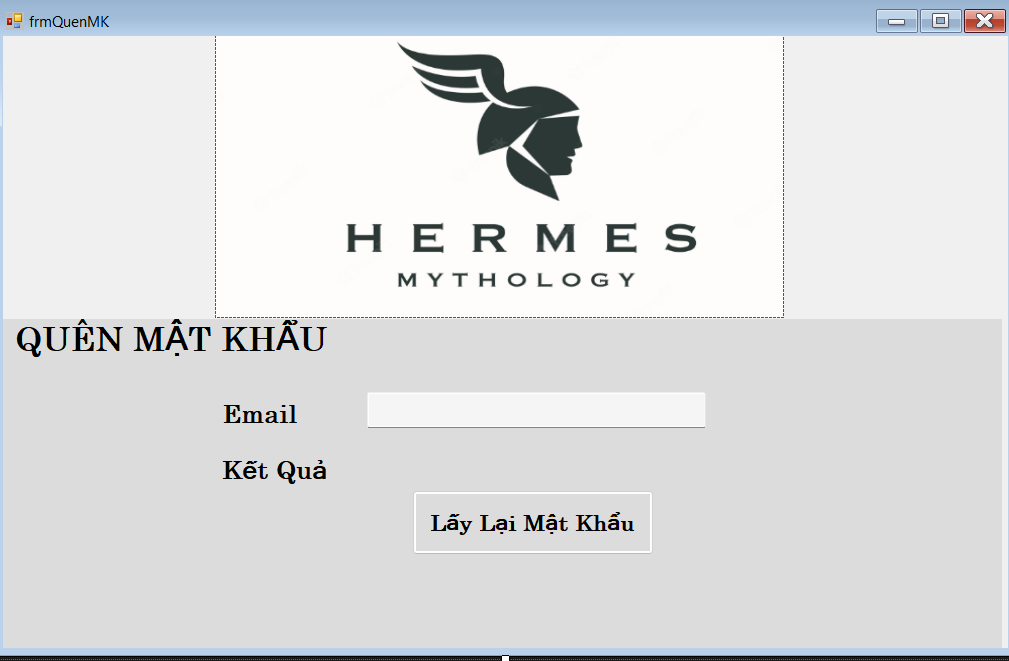 frmQuenMK
HERMES
MYTHOLOGY
QUÊN MẬT KHẨU
Email
Kết Quả
Lấy Lại Mật Khẩu